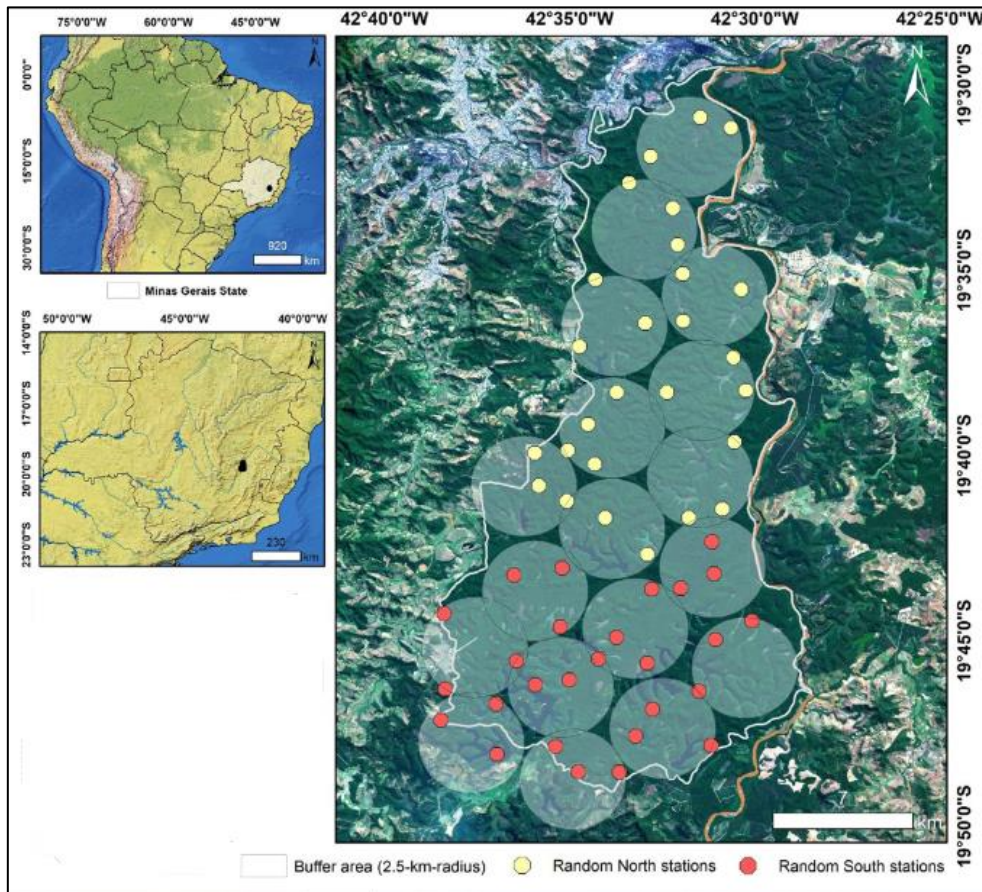 75°0'0"W 60°0'0"W 45°0'0"W
0°0'0"
15°0'0"S
30°0'0"S
N
920
km
Minas Gerais State
50°0'0"W 45°0'0"W 40°0'0"W
14°0'0"S
17°0'0"S
20°0'0"S
23°0'0"S
N
230
km
42°40'0"W 42°35'0"W 42°30'0"W 42°25'0"W
N
19°30'0"S
19°35'0"S
19°40'0"S
19°45'0"S
19°50'0"S
7
km
Buffer area (2.5-km-radius) Random North stations Random South stations